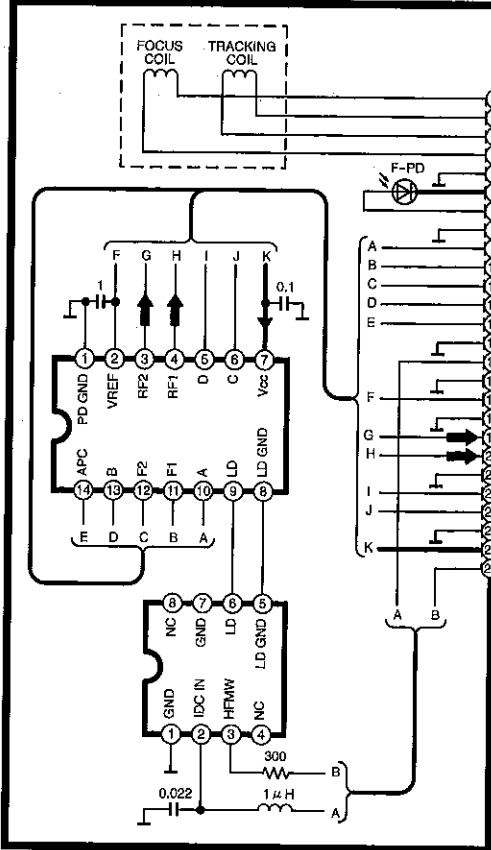 FOCUS COIL
TRACKING COIL
F-PD
F G H I J K
1
0.1
1 2 3 4 5 6 7
PD GND
VREF
RF2
RF1
D
C
Vcc
APC
B
F2
F1
A
LD
LD GND
14 13 12 11 10 9 8
E D C B A
A
B
C
D
E
F
G
H
I
J
K
A B
8 7 6 5
NC
GND
LD
LD GND
GND
IDC IN
HFMW
NC
1 2 3 4
300
B
0.022
1 μH
A